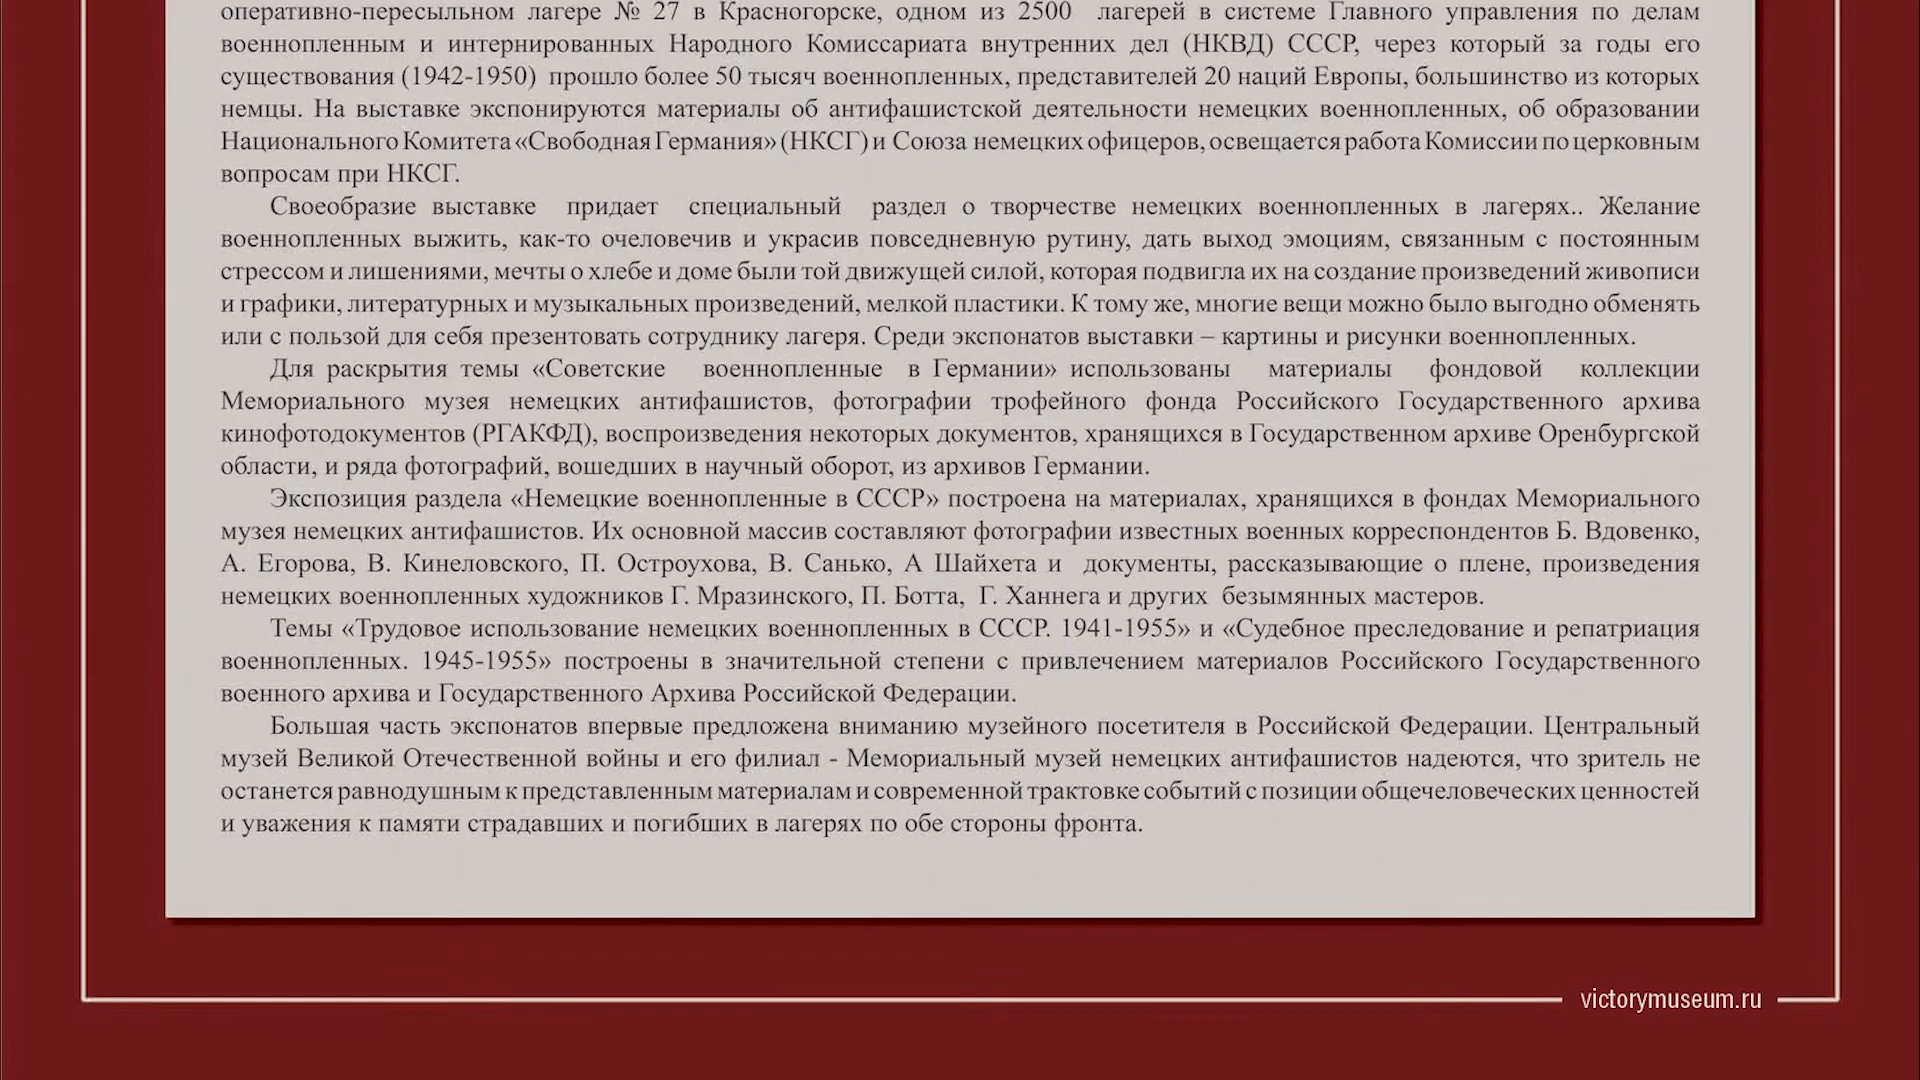 оперативно-пересыльном лагере № 27 в Красногорске, одном из 2500 лагерей в системе Главного управления по делам
военнопленным и интернированных Народного Комиссариата внутренних дел (НКВД) СССР, через который за годы его
существования (1942-1950) прошло более 50 тысяч военнопленных, представителей 20 наций Европы, большинство из которых
немцы. На выставке экспонируются материалы об антифашистской деятельности немецких военнопленных, об образовании
Национального Комитета «Свободная Германия» (НКСГ) и Союза немецких офицеров, освещается работа Комиссии по церковным
вопросам при НКСГ.
Своеобразие выставке придает специальный раздел о творчестве немецких военнопленных в лагерях.. Желание
военнопленных выжить, как-то очеловечив и украсив повседневную рутину, дать выход эмоциям, связанным с постоянным
стрессом и лишениями, мечты о хлебе и доме были той движущей силой, которая подвигла их на создание произведений живописи
и графики, литературных и музыкальных произведений, мелкой пластики. К тому же, многие вещи можно было выгодно обменять
или с пользой для себя презентовать сотруднику лагеря. Среди экспонатов выставки – картины и рисунки военнопленных.
Для раскрытия темы «Советские военнопленные в Германии» использованы материалы фондовой коллекции
Мемориального музея немецких антифашистов, фотографии трофейного фонда Российского Государственного архива
кинофотодокументов (РГАКФД), воспроизведения некоторых документов, хранящихся в Государственном архиве Оренбургской
области, и ряда фотографий, вошедших в научный оборот, из архивов Германии.
Экспозиция раздела «Немецкие военнопленные в СССР» построена на материалах, хранящихся в фондах Мемориального
музея немецких антифашистов. Их основной массив составляют фотографии известных военных корреспондентов Б. Вдовенко,
А. Егорова, В. Кинеловского, П. Остроухова, В. Санько, А Шайхета и документы, рассказывающие о плене, произведения
немецких военнопленных художников Г. Мразинского, П. Ботта, Г. Ханнега и других безымянных мастеров.
Темы «Трудовое использование немецких военнопленных в СССР. 1941-1955» и «Судебное преследование и репатриация
военнопленных. 1945-1955» построены в значительной степени с привлечением материалов Российского Государственного
военного архива и Государственного Архива Российской Федерации.
Большая часть экспонатов впервые предложена вниманию музейного посетителя в Российской Федерации. Центральный
музей Великой Отечественной войны и его филиал - Мемориальный музей немецких антифашистов надеются, что зритель не
останется равнодушным к представленным материалам и современной трактовке событий с позиции общечеловеческих ценностей
и уважения к памяти страдавших и погибших в лагерях по обе стороны фронта.
victorymuseum.ru